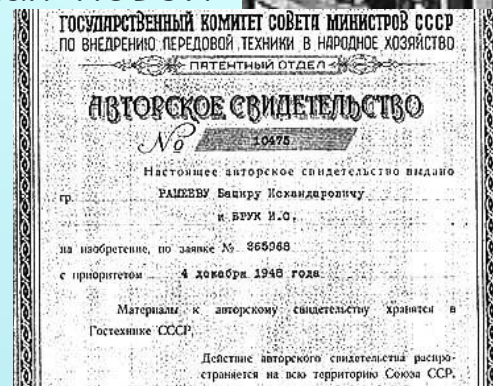 ГОСУДАРСТВЕННЫЙ КОМИТЕТ СОВЕТА МИНИСТРОВ СССР
ПО ВНЕДРЕНИЮ ПЕРЕДОВОЙ ТЕХНИКИ В НАРОДНОЕ ХОЗЯЙСТВО
ПАТЕНТНЫЙ ОТДЕЛ
АВТОРСКОЕ СВИДЕТЕЛЬСТВО
№ 10475
Настоящее авторское свидетельство выдано
гр. РАМЕЕВУ Баширу Искандаровичу
и БРУК И.С.
на изобретение, по заявке № 365968
с приоритетом 4 декабря 1948 года
Материалы к авторскому свидетельству хранятся в
Гостехнике СССР.
Действие авторского свидетельства распро-
страняется на всю территорию Союза ССР.